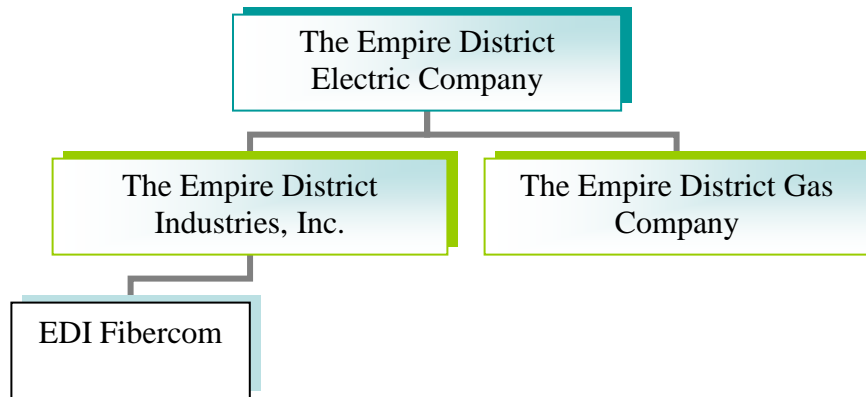 The Empire District
Electric Company
The Empire District
Industries, Inc.
The Empire District Gas
Company
EDI Fibercom